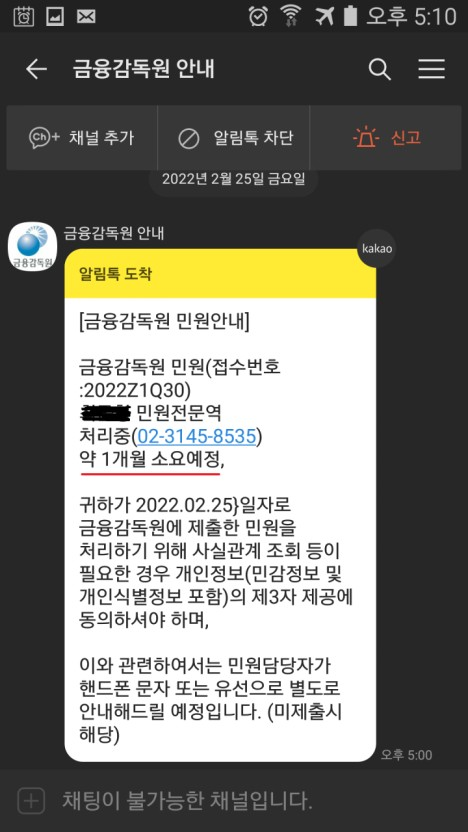 오후 5:10
금융감독원 안내
Ch+ 채널 추가
알림톡 차단
신고
2022년 2월 25일 금요일
금융감독원
금융감독원 안내
kakao
알림톡 도착
[금융감독원 민원안내]
금융감독원 민원(접수번호
:2022Z1Q30)
민원전문역
처리중(02-3145-8535)
약 1개월 소요예정,
귀하가 2022.02.25}일자로
금융감독원에 제출한 민원을
처리하기 위해 사실관계 조회 등이
필요한 경우 개인정보(민감정보 및
개인식별정보 포함)의 제3자 제공에
동의하셔야 하며,
이와 관련하여서는 민원담당자가
핸드폰 문자 또는 유선으로 별도로
안내해드릴 예정입니다. (미제출시
해당)
오후 5:00
채팅이 불가능한 채널입니다.